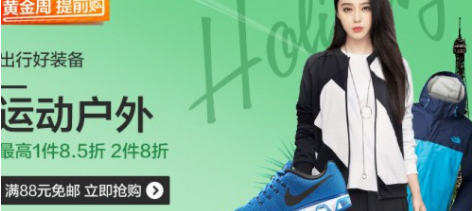 黄金周 提前购
Holiday
出行好装备
运动户外
最高1件8.5折 2件8折
满88元免邮 立即抢购